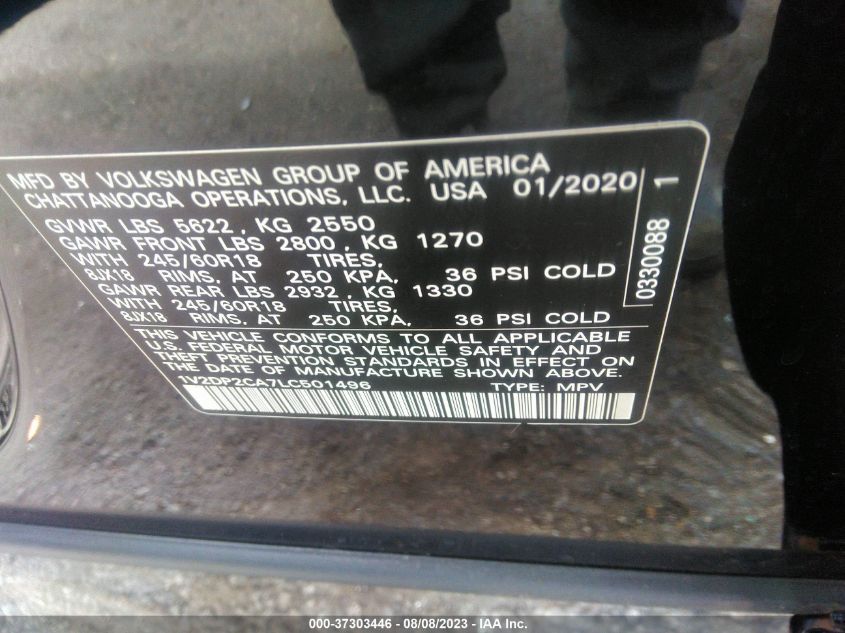 MFD BY VOLKSWAGEN GROUP OF AMERICA
CHATTANOOGA OPERATIONS, LLC. USA 01/2020
GVWR LBS 5622, KG 2550
GAWR FRONT LBS 2800, KG 1270
WITH 245/60R18 TIRES,
8JX18 RIMS, AT 250 KPA, 36 PSI COLD
GAWR REAR LBS 2932, KG 1330
WITH 245/60R18 TIRES,
8JX18 RIMS, AT 250 KPA, 36 PSI COLD
0330088 1
THIS VEHICLE CONFORMS TO ALL APPLICABLE
U.S. FEDERAL MOTOR VEHICLE SAFETY AND
THEFT PREVENTION STANDARDS IN EFFECT ON
THE DATE OF MANUFACTURE SHOWN ABOVE.
1V2DP2CA7LC501496 TYPE: MPV
000-37303446 - 08/08/2023 - IAA Inc.